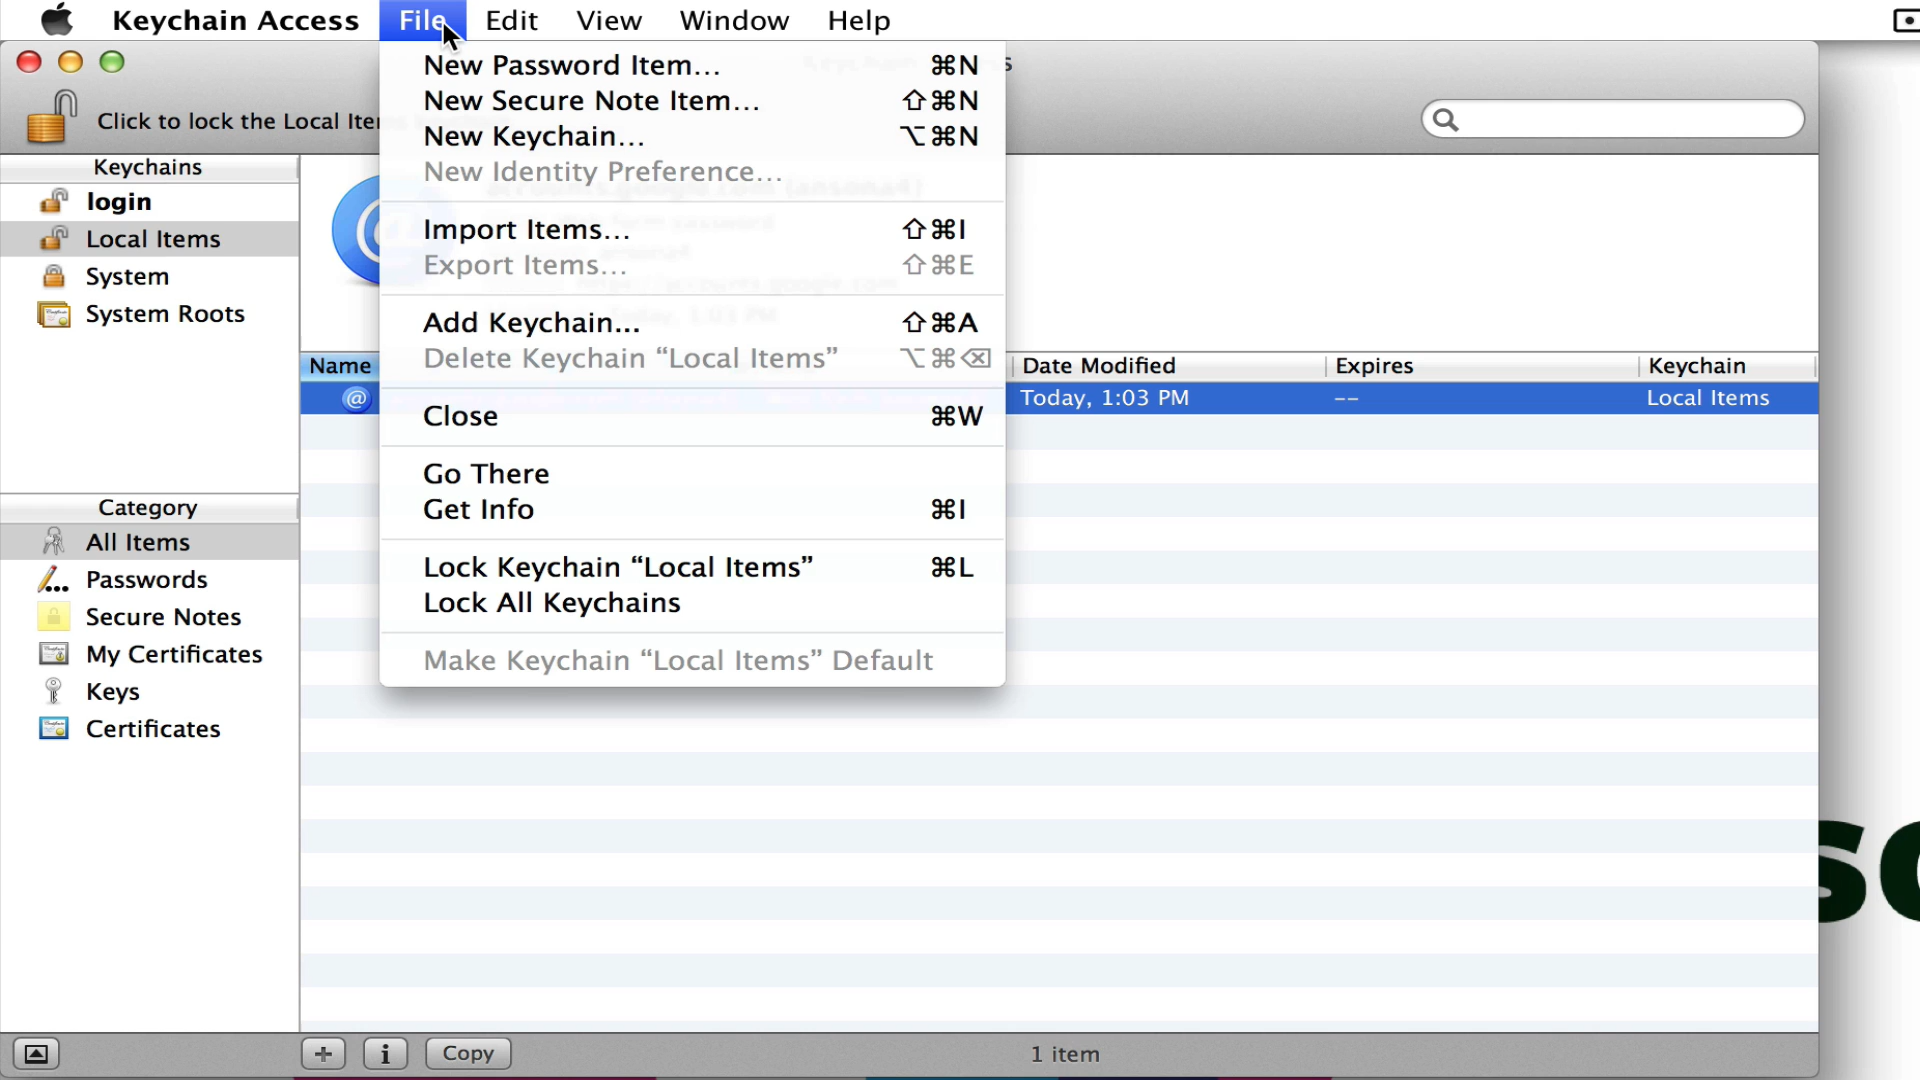 Keychain Access File Edit View Window Help
New Password Item... ⌘N
New Secure Note Item... ⇧⌘N
Click to lock the Local Ite
New Keychain... ⌥⌘N
Keychains
New Identity Preference...
login
Import Items... ⇧⌘I
Local Items
Export Items... ⇧⌘E
System
System Roots
Add Keychain... ⇧⌘A
Delete Keychain “Local Items” ⌥⌘⌫
Name Date Modified Expires Keychain
@ Today, 1:03 PM -- Local Items
Close ⌘W
Go There
Get Info ⌘I
Category
All Items
Lock Keychain “Local Items” ⌘L
Passwords
Lock All Keychains
Secure Notes
My Certificates
Make Keychain “Local Items” Default
Keys
Certificates
so
+ i Copy 1 item